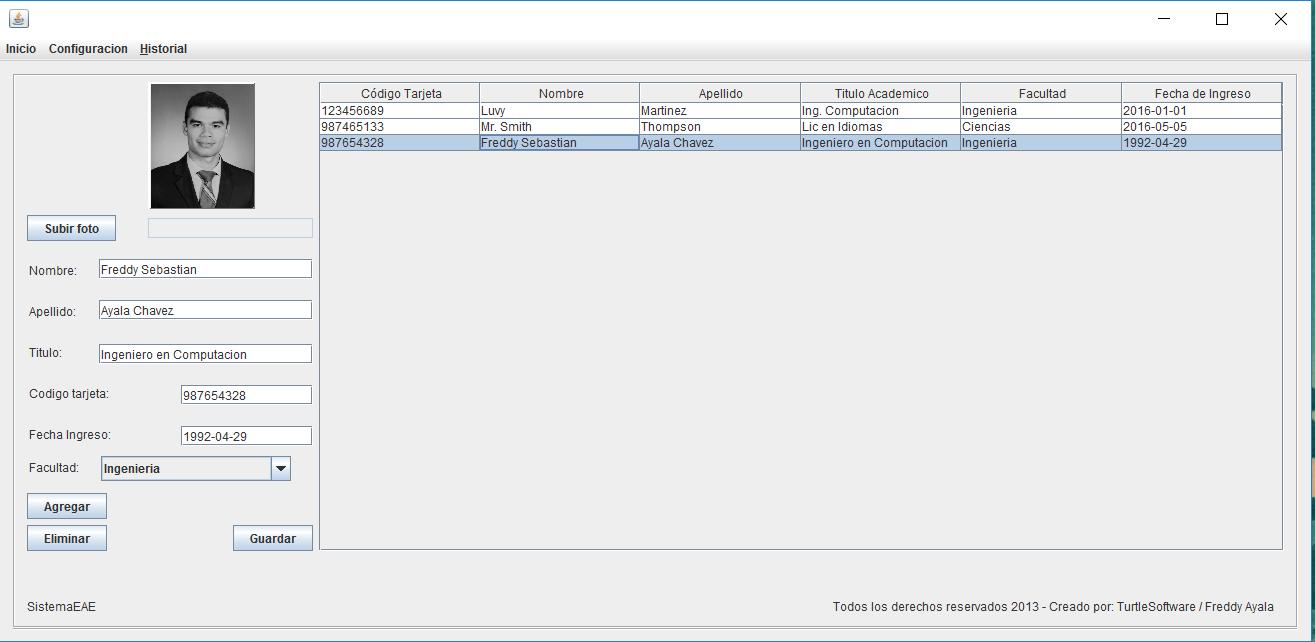 Inicio Configuracion Historial
Código Tarjeta Nombre Apellido Titulo Academico Facultad Fecha de Ingreso
123456689 Luvy Martinez Ing. Computacion Ingenieria 2016-01-01
987465133 Mr. Smith Thompson Lic en Idiomas Ciencias 2016-05-05
987654328 Freddy Sebastian Ayala Chavez Ingeniero en Computacion Ingenieria 1992-04-29
Subir foto
Nombre: Freddy Sebastian
Apellido: Ayala Chavez
Titulo: Ingeniero en Computacion
Codigo tarjeta: 987654328
Fecha Ingreso: 1992-04-29
Facultad: Ingenieria
Agregar
Eliminar Guardar
SistemaEAE Todos los derechos reservados 2013 - Creado por: TurtleSoftware / Freddy Ayala